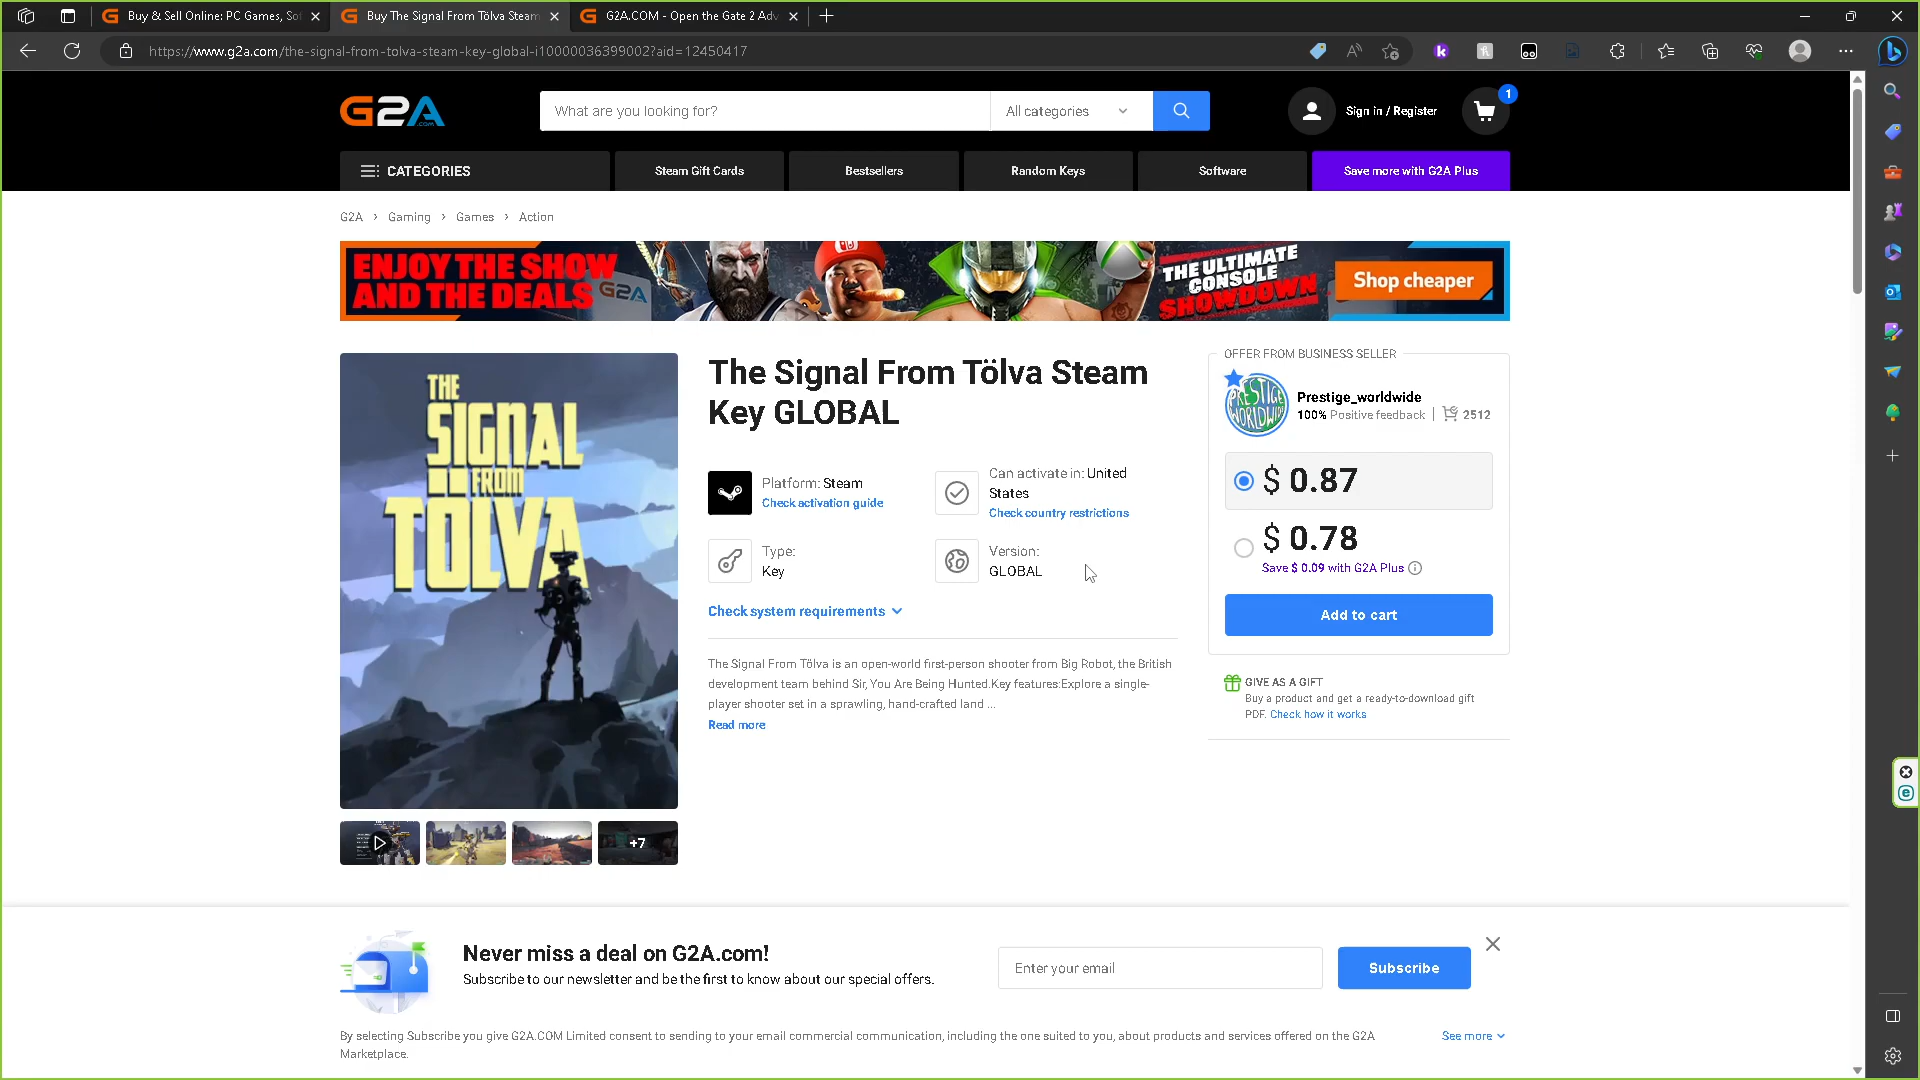 Buy & Sell Online: PC Games, Sof
Buy The Signal From Tölva Steam
G2A.COM - Open the Gate 2 Adv
https://www.g2a.com/the-signal-from-tolva-steam-key-global-i10000036399002?aid=12450417
G2A
.COM
What are you looking for?
All categories
Sign in / Register
1
CATEGORIES
Steam Gift Cards
Bestsellers
Random Keys
Software
Save more with G2A Plus
G2A > Gaming > Games > Action
ENJOY THE SHOW
AND THE DEALS
G2A
THE ULTIMATE
CONSOLE
SHOWDOWN
Shop cheaper
THE
SIGNAL
FROM
TÖLVA
+7
The Signal From Tölva Steam
Key GLOBAL
Platform: Steam
Check activation guide
Can activate in: United
States
Check country restrictions
Type:
Key
Version:
GLOBAL
Check system requirements
The Signal From Tölva is an open-world first-person shooter from Big Robot, the British
development team behind Sir, You Are Being Hunted.Key features:Explore a single-
player shooter set in a sprawling, hand-crafted land ...
Read more
OFFER FROM BUSINESS SELLER
PRESTIGE
WORLDWIDE
Prestige_worldwide
100% Positive feedback | 2512
$ 0.87
$ 0.78
Save $ 0.09 with G2A Plus
Add to cart
GIVE AS A GIFT
Buy a product and get a ready-to-download gift
PDF. Check how it works
Never miss a deal on G2A.com!
Subscribe to our newsletter and be the first to know about our special offers.
Enter your email
Subscribe
By selecting Subscribe you give G2A.COM Limited consent to sending to your email commercial communication, including the one suited to you, about products and services offered on the G2A
Marketplace.
See more